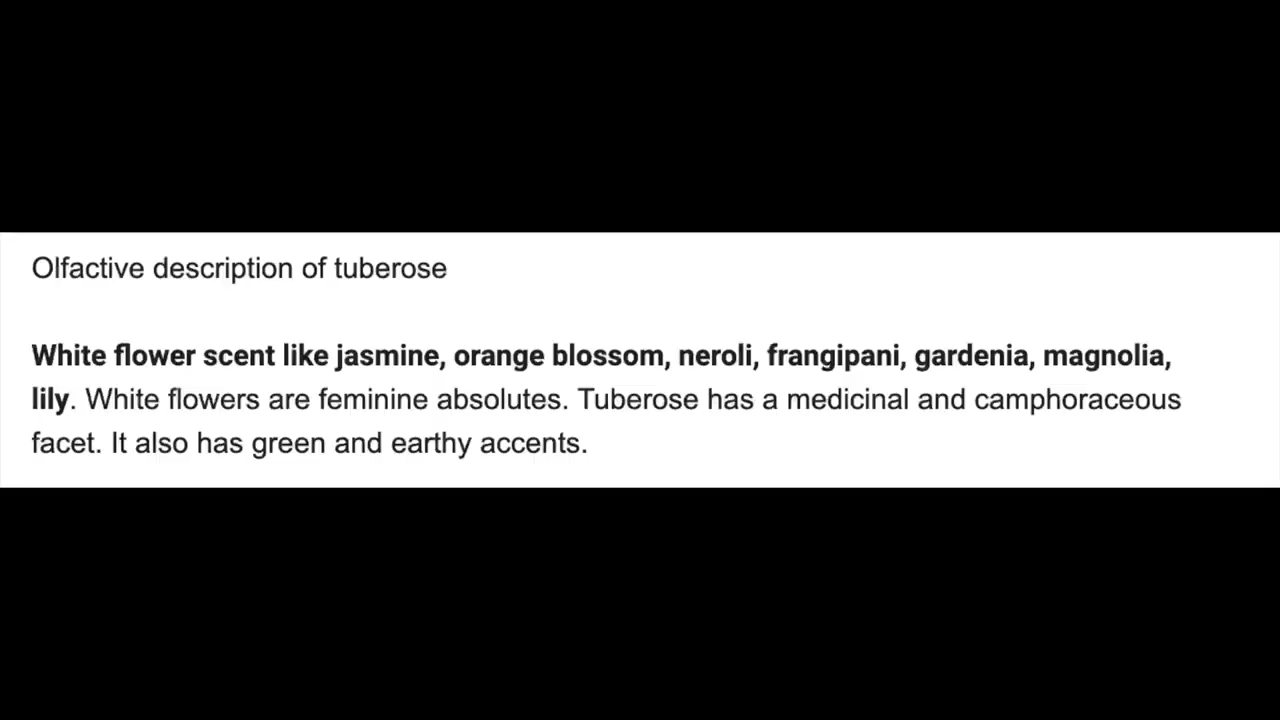 Olfactive description of tuberose
White flower scent like jasmine, orange blossom, neroli, frangipani, gardenia, magnolia,
lily. White flowers are feminine absolutes. Tuberose has a medicinal and camphoraceous
facet. It also has green and earthy accents.